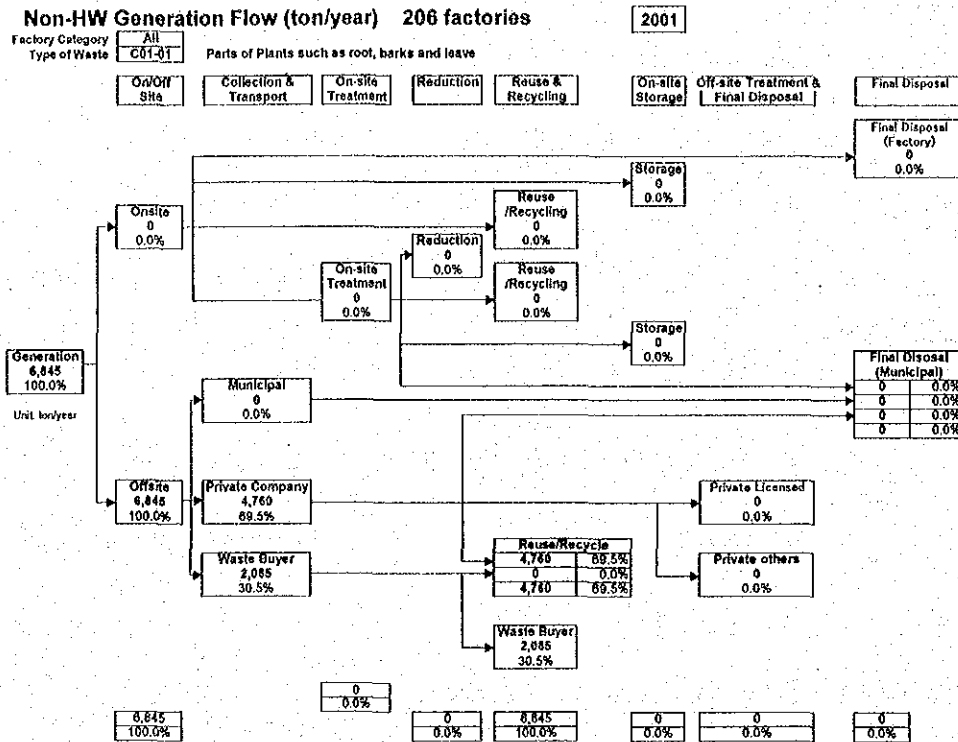 Non-HW Generation Flow (ton/year) 206 factories 2001
Factory Category All
Type of Waste C01-01 Parts of Plants such as root, barks and leave
On/Off Site
Collection & Transport
On-site Treatment
Reduction
Reuse & Recycling
On-site Storage
Off-site Treatment & Final Disposal
Final Disposal
Final Disposal
(Factory)
0
0.0%
Storage
0
0.0%
Onsite
0
0.0%
Reuse
/Recycling
0
0.0%
Reduction
0
0.0%
On-site
Treatment
0
0.0%
Reuse
/Recycling
0
0.0%
Storage
0
0.0%
Generation
6,845
100.0%
Unit: ton/year
Municipal
0
0.0%
Final Disosal
(Municipal)
0 0.0%
0 0.0%
0 0.0%
0 0.0%
Offsite
6,845
100.0%
Private Company
4,760
69.5%
Private Licensed
0
0.0%
Waste Buyer
2,085
30.5%
Reuse/Recycle
4,760 69.5%
0 0.0%
4,760 69.5%
Private others
0
0.0%
Waste Buyer
2,085
30.5%
0
0.0%
6,845 0 6,845 0 0 0
100.0% 0.0% 100.0% 0.0% 0.0% 0.0%